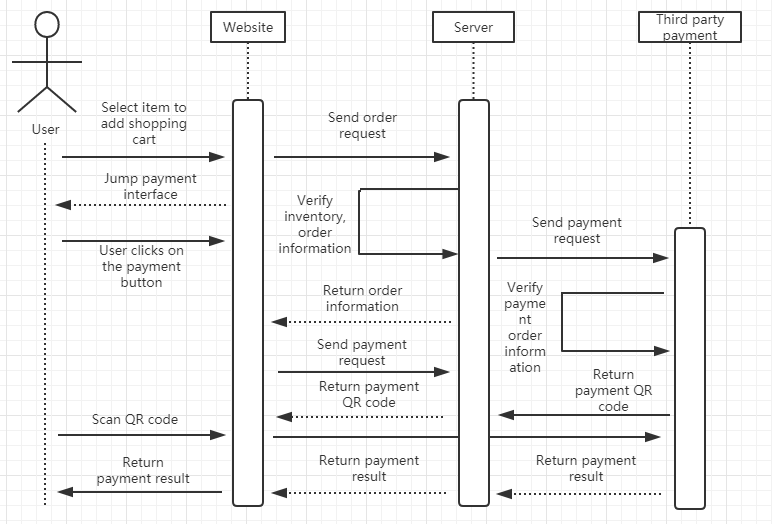 Website
Server
Third party
payment
User
Select item to
add shopping
cart
Send order
request
Jump payment
interface
Verify
inventory,
order
information
Send payment
request
User clicks on
the payment
button
Return order
information
Verify
payme
nt
order
inform
ation
Send payment
request
Return
payment QR
code
Return payment
QR code
Scan QR code
Return
payment result
Return payment
result
Return payment
result